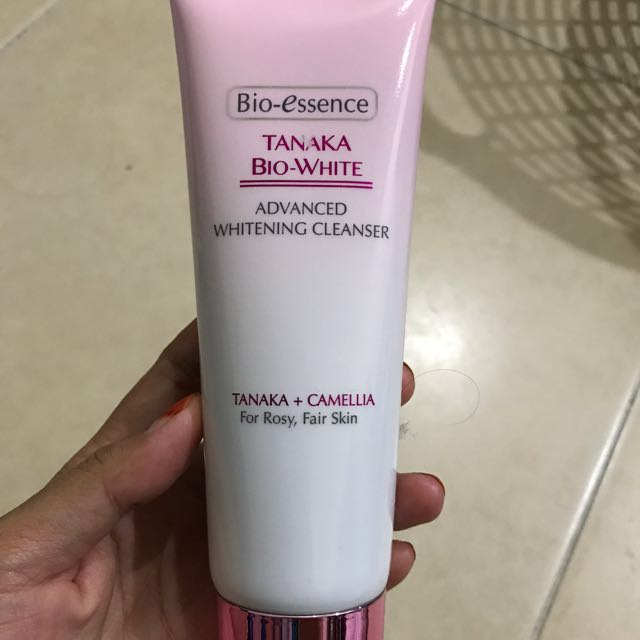 Bio-essence
TANAKA
BIO-WHITE
ADVANCED
WHITENING CLEANSER
TANAKA + CAMELLIA
For Rosy, Fair Skin